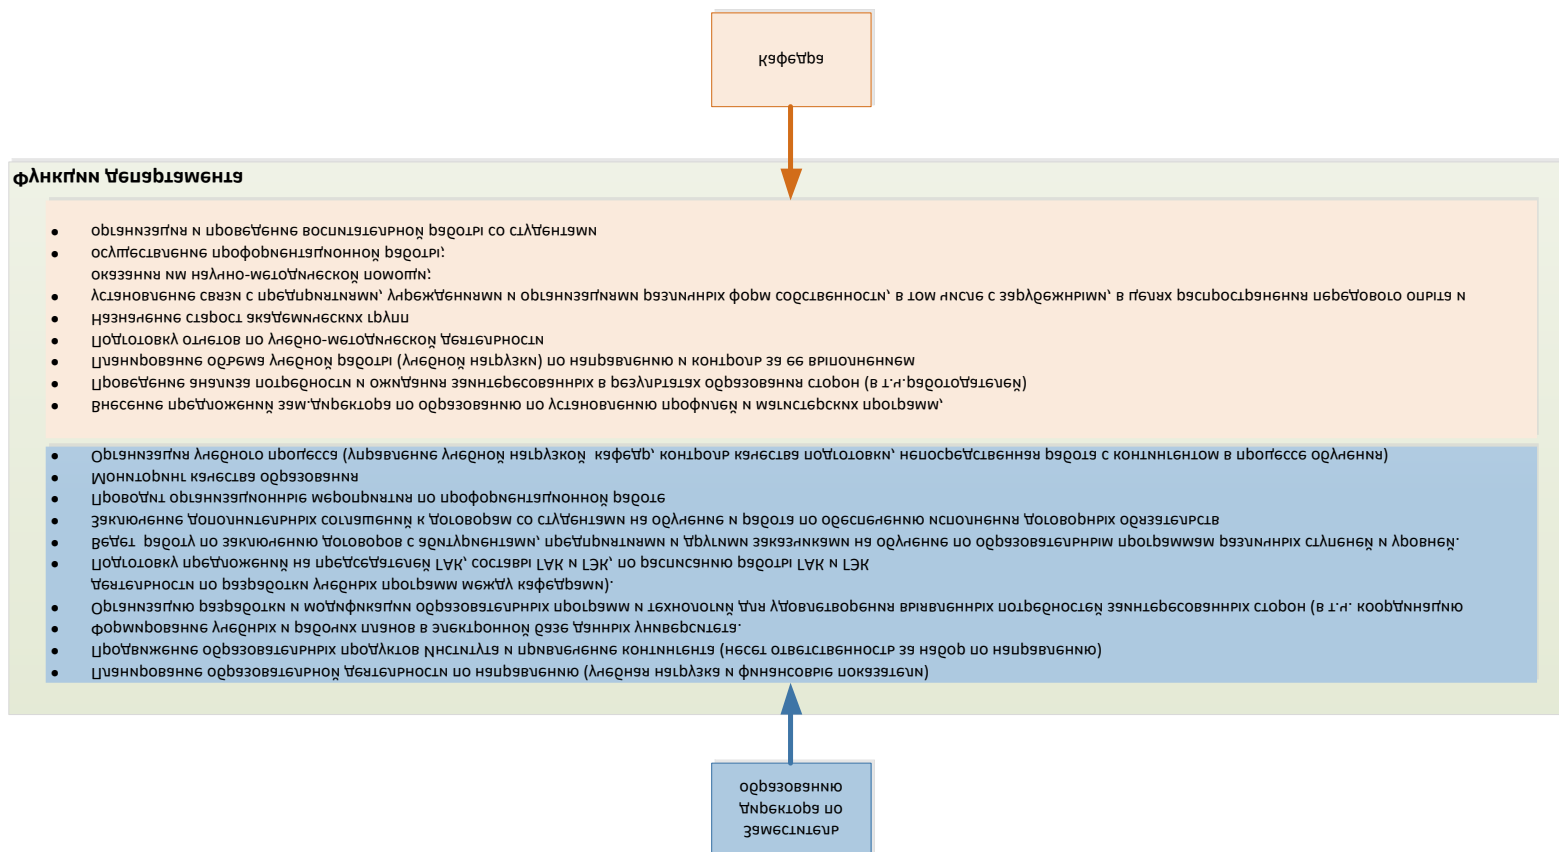 Заместитель
директора по
образованию
Планирование образовательной деятельности по направлению (учебная нагрузка и финансовые показатели)
Продвижение образовательных продуктов Института и привлечение контингента (несет ответственность за набор по направлению)
Формирование учебных и рабочих планов в электронной базе данных университета.
Организацию разработки и модификации образовательных программ и технологий для удовлетворения выявленных потребностей заинтересованных сторон (в т.ч. координацию
деятельности по разработки учебных программ между кафедрами).
Подготовку предложений на председателей ГАК, составы ГАК и ГЭК, по расписанию работы ГАК и ГЭК
Ведет работу по заключению договоров с абитуриентами, предприятиями и другими заказчиками на обучение по образовательным программам различных ступеней и уровней.
Заключение дополнительных соглашений к договорам со студентами на обучение и работа по обеспечению исполнения договорных обязательств
Проводит организационные мероприятия по профориентационной работе
Мониторинг качества образования
Организация учебного процесса (управление учебной нагрузкой кафедр, контроль качества подготовки, непосредственная работа с контингентом в процессе обучения)
Внесение предложений зам.директора по образованию по установлению профилей и магистерских программ,
Проведение анализа потребности и ожидания заинтересованных в результатах образования сторон (в т.ч.работодателей)
Планирование объема учебной работы (учебной нагрузки) по направлению и контроль за ее выполнением
Подготовку отчетов по учебно-методической деятельности
Назначение старост академических групп
установление связи с предприятиями, учреждениями и организациями различных форм собственности, в том числе с зарубежными, в целях распространения передового опыта и
оказания им научно-методической помощи;
осуществление профориентационной работы;
организация и проведение воспитательной работы со студентами
Функции департамента
Кафедра